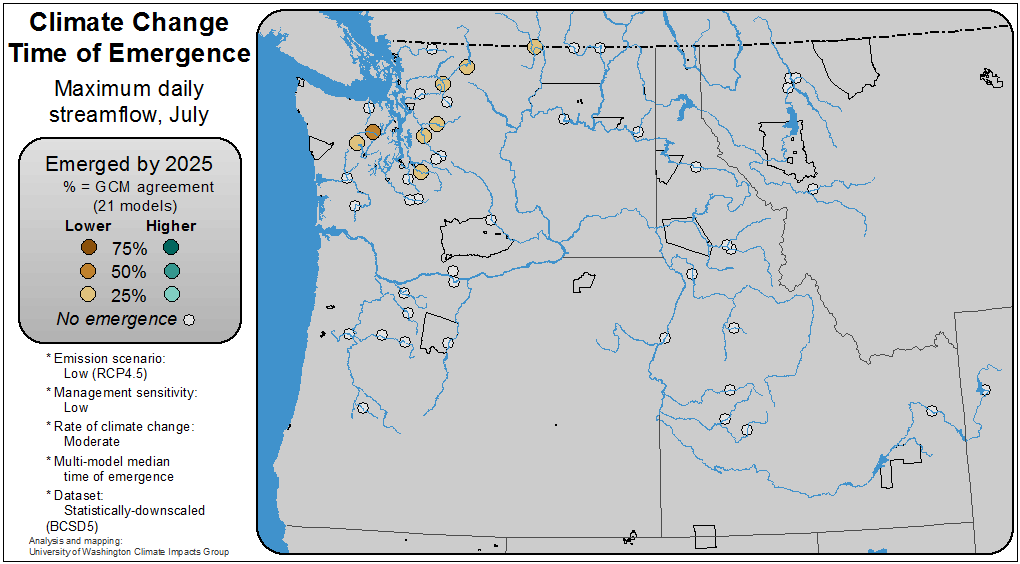 Climate Change
Time of Emergence
Maximum daily
streamflow, July
Emerged by 2025
% = GCM agreement
(21 models)
Lower Higher
75%
50%
25%
No emergence
* Emission scenario:
Low (RCP4.5)
* Management sensitivity:
Low
* Rate of climate change:
Moderate
* Multi-model median
time of emergence
* Dataset:
Statistically-downscaled
(BCSD5)
Analysis and mapping:
University of Washington Climate Impacts Group